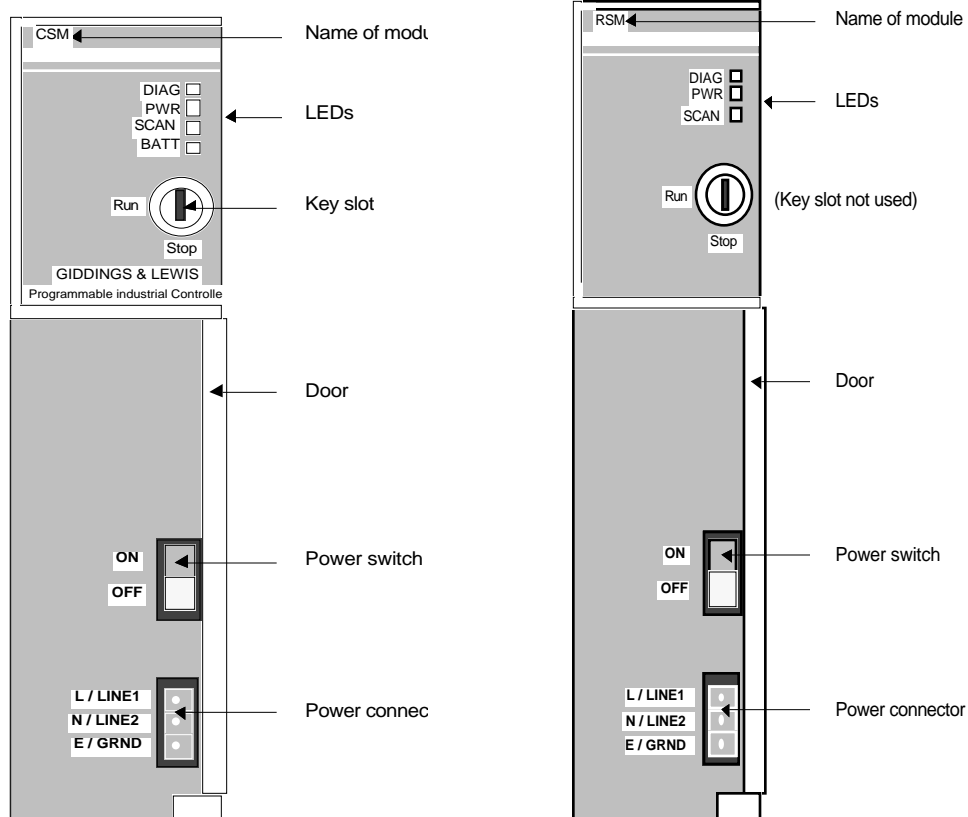 CSM
Name of modu
DIAG
PWR
SCAN
BATT
LEDs
Run
Key slot
Stop
GIDDINGS & LEWIS
Programmable industrial Controlle
Door
ON
OFF
Power switch
L / LINE1
N / LINE2
E / GRND
Power connec
RSM
Name of module
DIAG
PWR
SCAN
LEDs
Run
(Key slot not used)
Stop
Door
ON
OFF
Power switch
L / LINE1
N / LINE2
E / GRND
Power connector